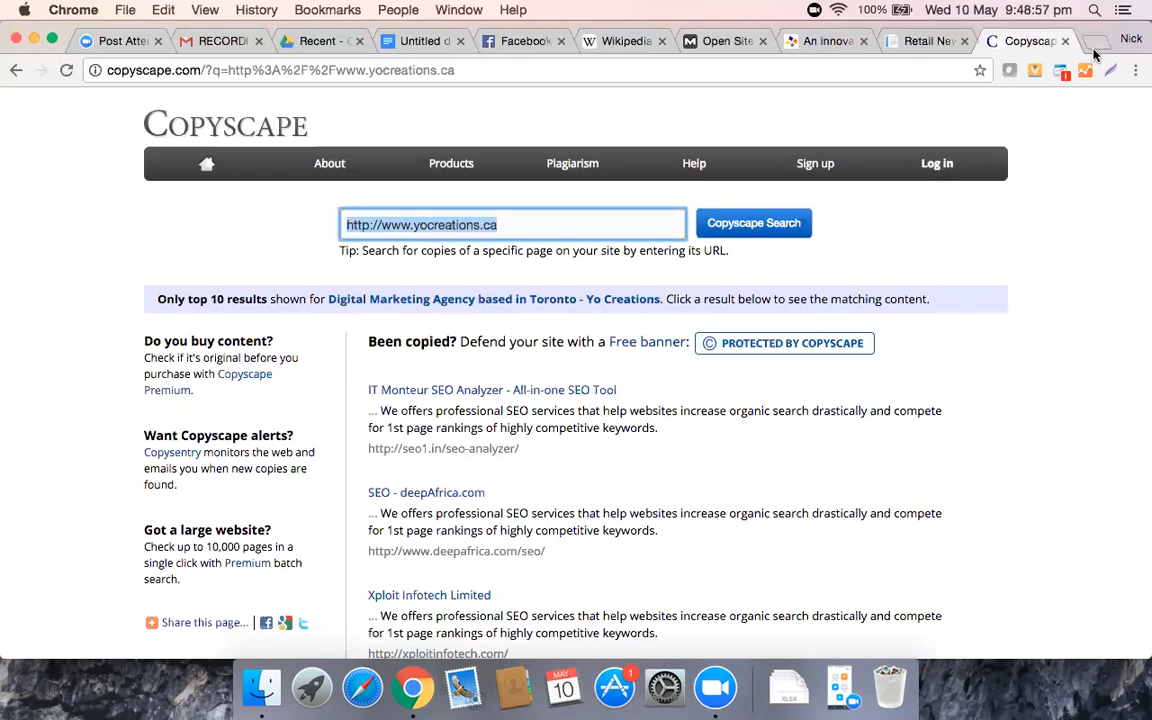 Chrome File Edit View History Bookmarks People Window Help 100% Wed 10 May 9:48:57 pm
Post Atte RECORDI Recent - G Untitled d Facebook Wikipedia Open Site An innova Retail New Copyscap Nick
copyscape.com/?q=http%3A%2F%2Fwww.yocreations.ca
COPYSCAPE
About Products Plagiarism Help Sign up Log in
http://www.yocreations.ca Copyscape Search
Tip: Search for copies of a specific page on your site by entering its URL.
Only top 10 results shown for Digital Marketing Agency based in Toronto - Yo Creations. Click a result below to see the matching content.
Do you buy content?
Check if it's original before you
purchase with Copyscape
Premium.
Want Copyscape alerts?
Copysentry monitors the web and
emails you when new copies are
found.
Got a large website?
Check up to 10,000 pages in a
single click with Premium batch
search.
Share this page...
Been copied? Defend your site with a Free banner: PROTECTED BY COPYSCAPE
IT Monteur SEO Analyzer - All-in-one SEO Tool
... We offers professional SEO services that help websites increase organic search drastically and compete
for 1st page rankings of highly competitive keywords.
http://seo1.in/seo-analyzer/
SEO - deepAfrica.com
... We offers professional SEO services that help websites increase organic search drastically and compete
for 1st page rankings of highly competitive keywords.
http://www.deepafrica.com/seo/
Xploit Infotech Limited
... We offers professional SEO services that help websites increase organic search drastically and compete
for 1st page rankings of highly competitive keywords.
http://xploitinfotech.com/
MAY
10
1
XLSX